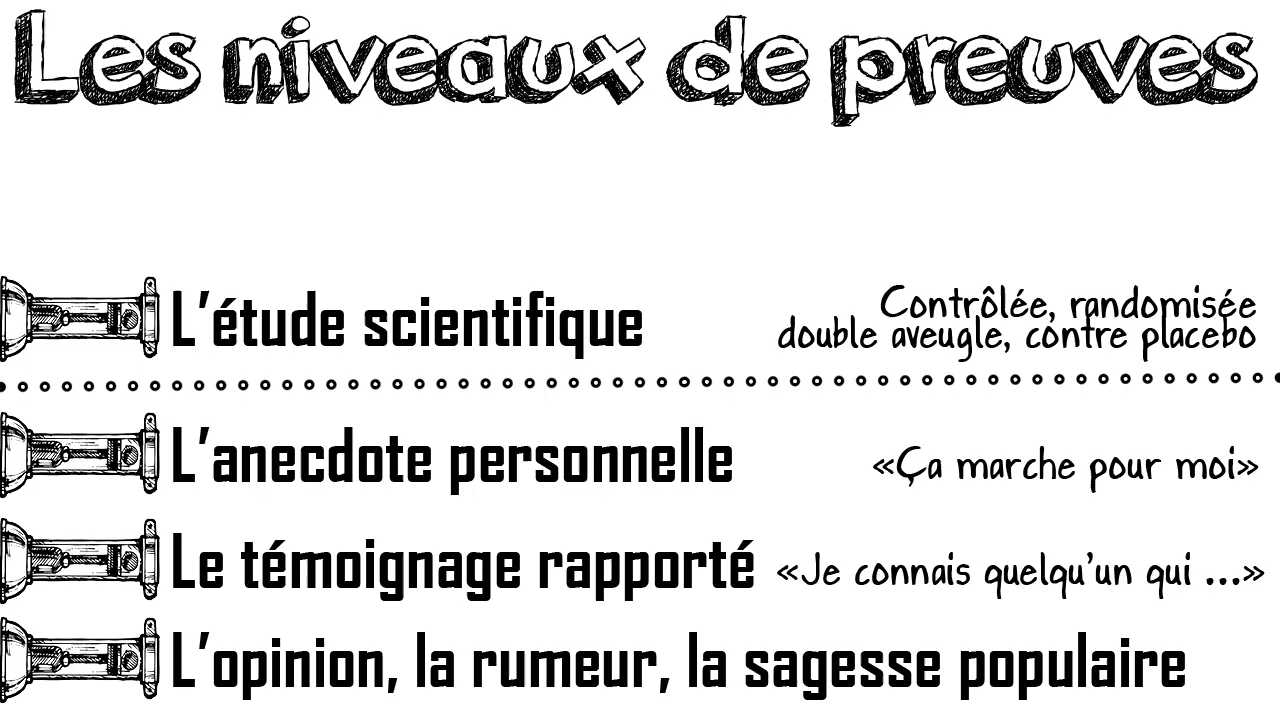 Les niveaux de preuves
L'étude scientifique
Contrôlée, randomisée
double aveugle, contre placebo
L'anecdote personnelle
«Ça marche pour moi»
Le témoignage rapporté
«Je connais quelqu'un qui ...»
L'opinion, la rumeur, la sagesse populaire